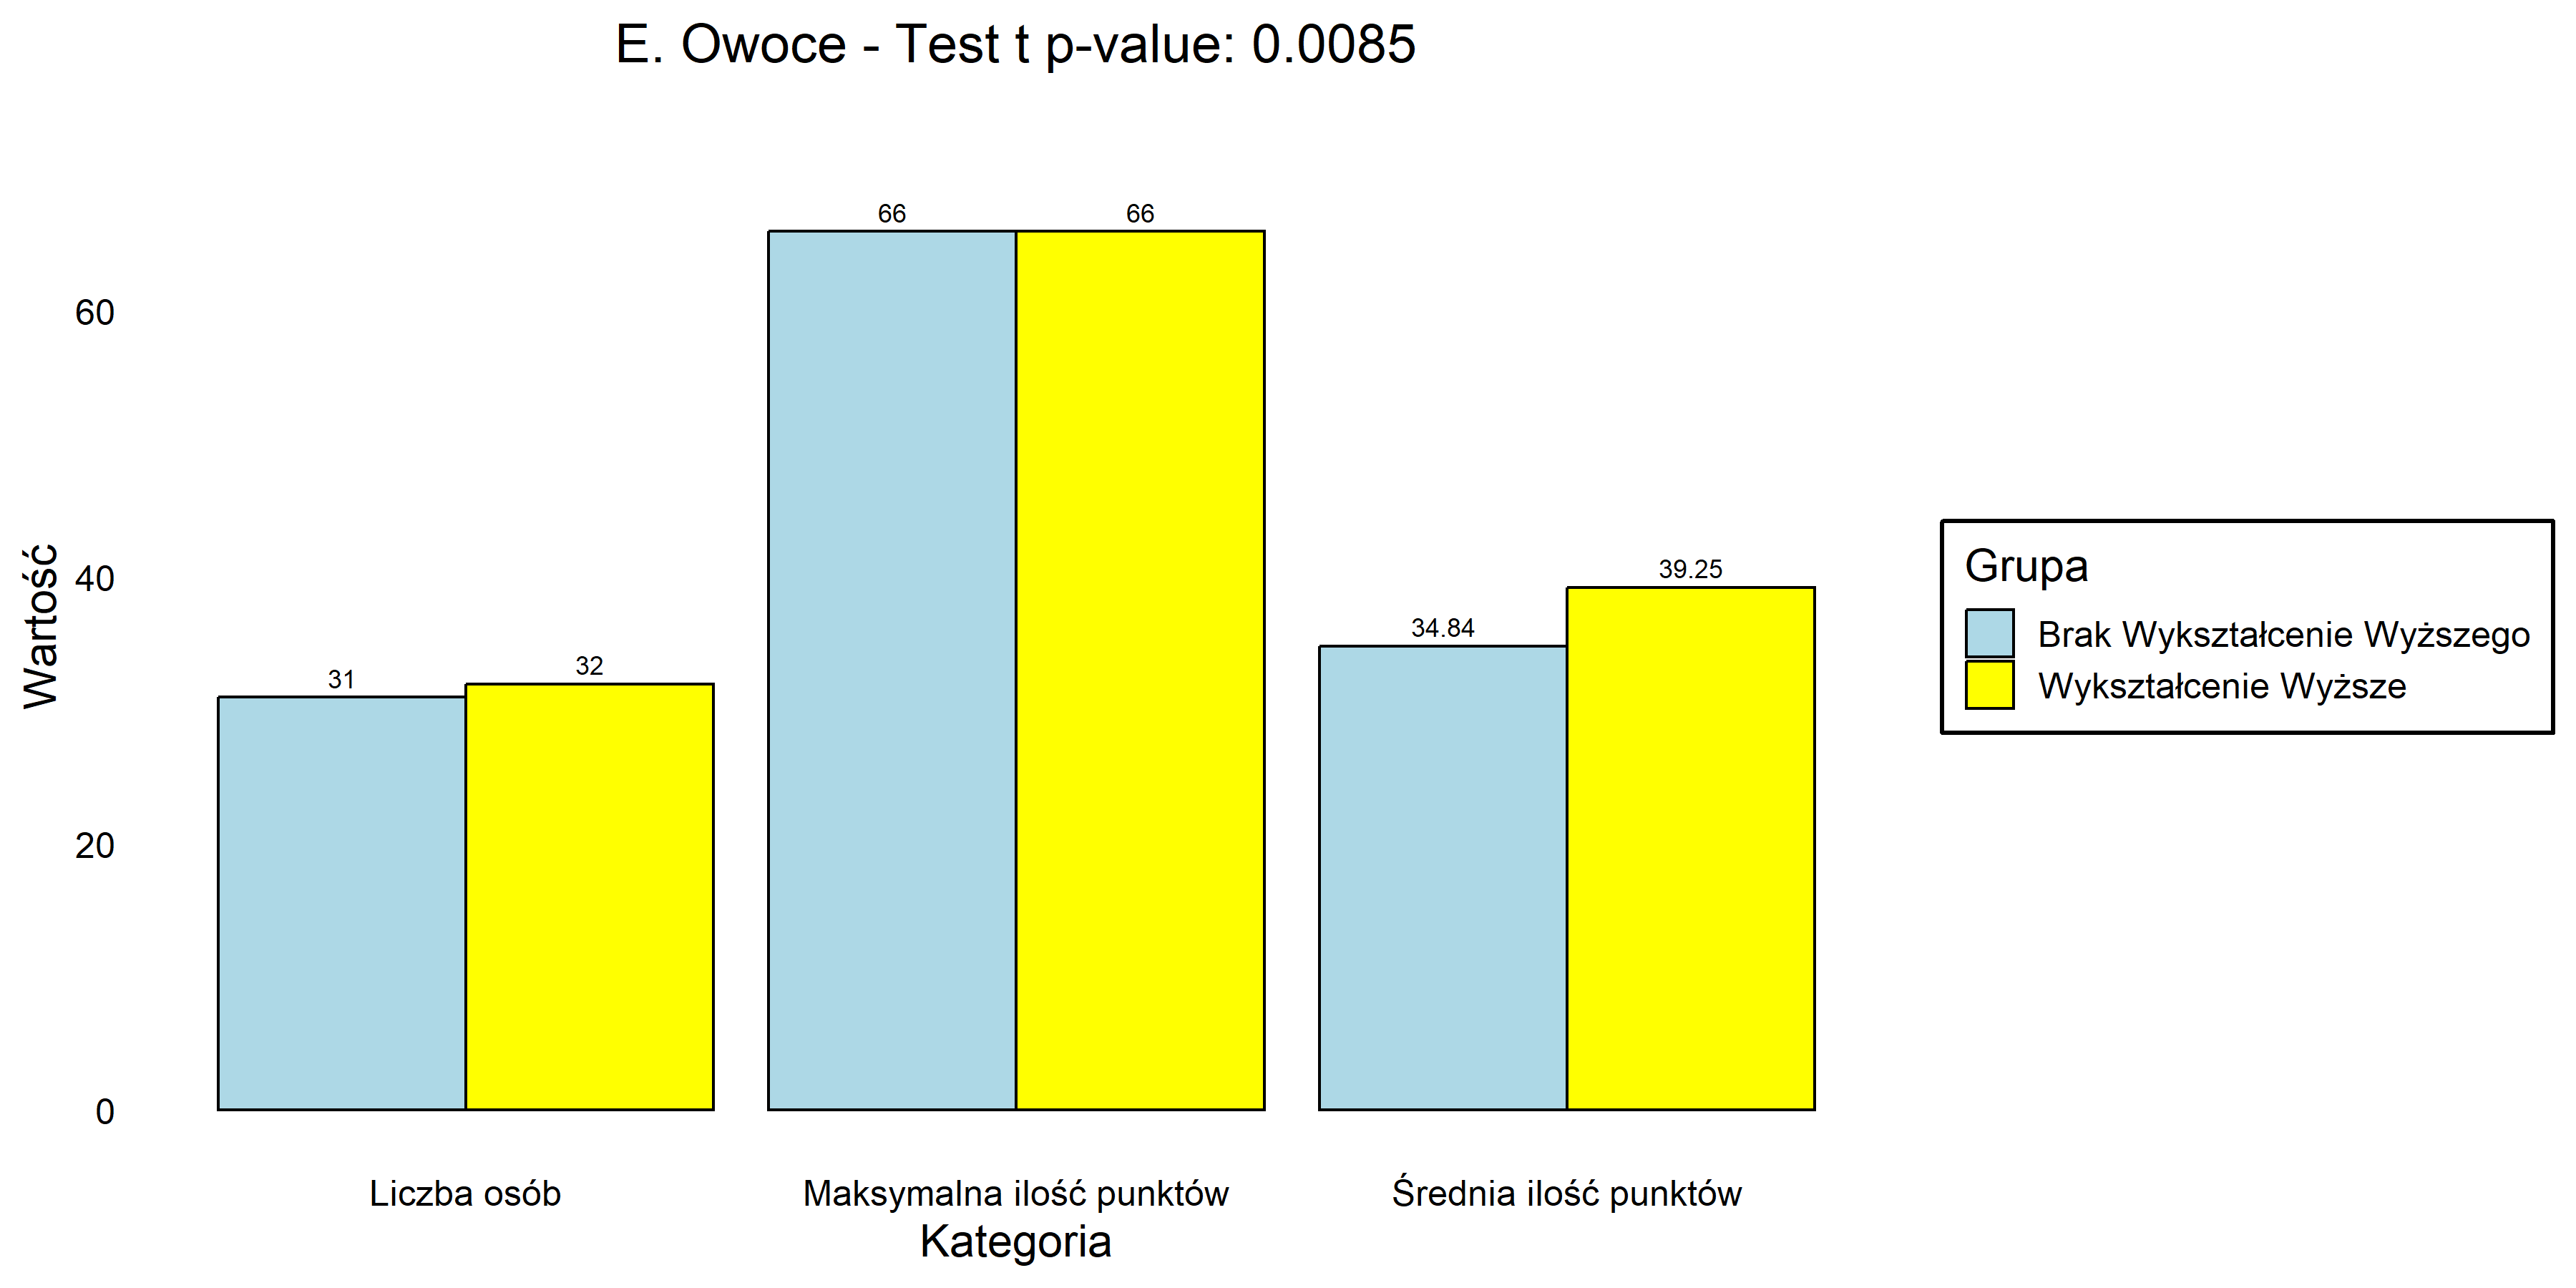 E. Owoce - Test t p-value: 0.0085
66
66
60
39.25
40
34.84
32
31
20
0
Wartość
Liczba osób
Maksymalna ilość punktów
Średnia ilość punktów
Kategoria
Grupa
Brak Wykształcenie Wyższego
Wykształcenie Wyższe